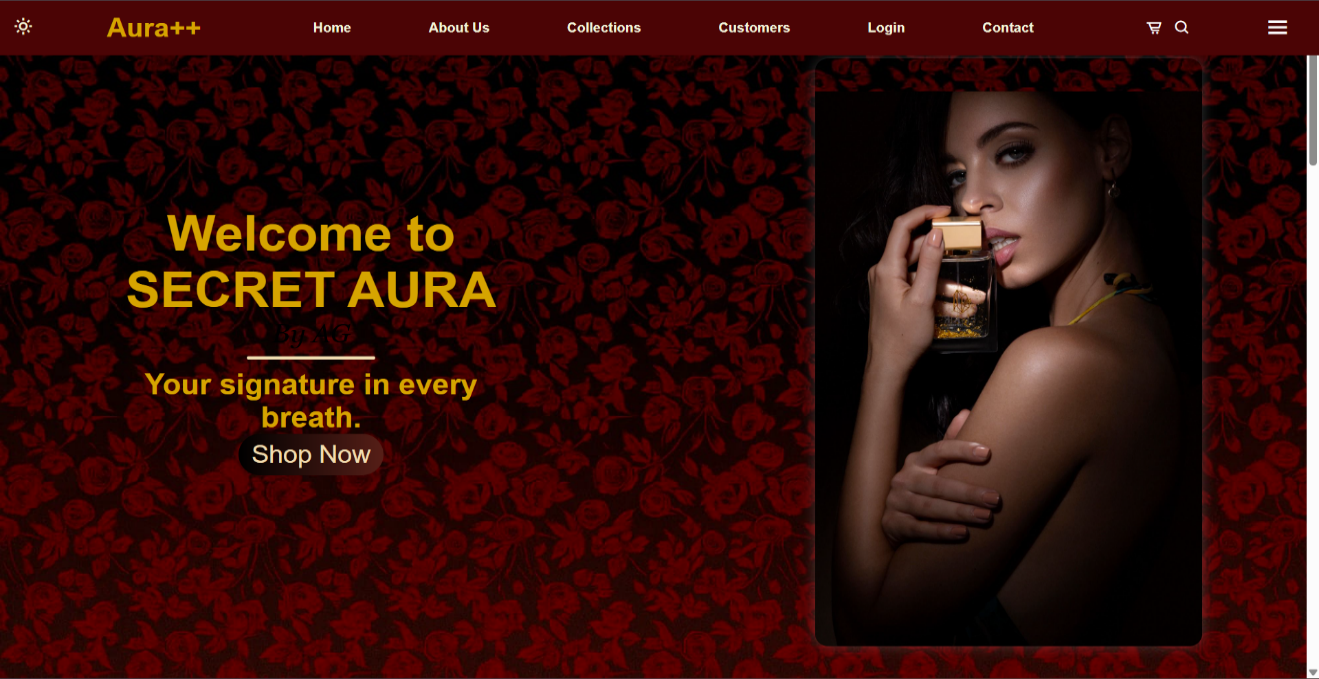 Aura++
Home
About Us
Collections
Customers
Login
Contact
Welcome to
SECRET AURA
Your signature in every
breath.
Shop Now